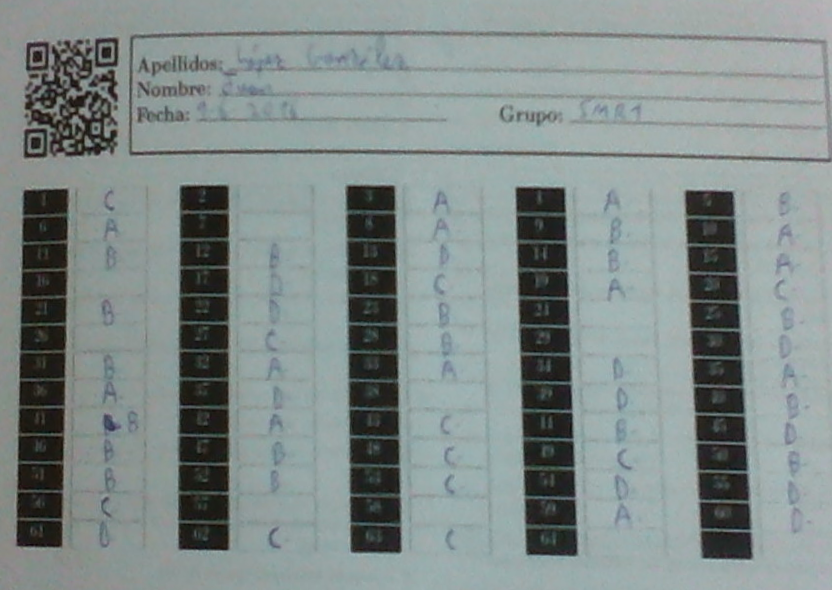 Apellidos: López González
Nombre:
Fecha: 9-6-2016 Grupo: SMR1
1 C 2 3 A 4 A 5 B
6 A 7 8 A 9 B 10 A
11 B 12 B 13 D 14 B 15 A
16 17 D 18 C 19 A 20 C
21 B 22 D 23 B 24 25 B
26 27 C 28 B 29 30 D
31 B 32 A 33 A 34 D 35 A
36 A 37 D 38 39 D 40 B
41 B 42 A 43 C 44 B 45 D
46 B 47 B 48 C 49 C 50 B
51 B 52 B 53 C 54 D 55 D
56 C 57 58 59 A 60 D
61 D 62 C 63 C 64